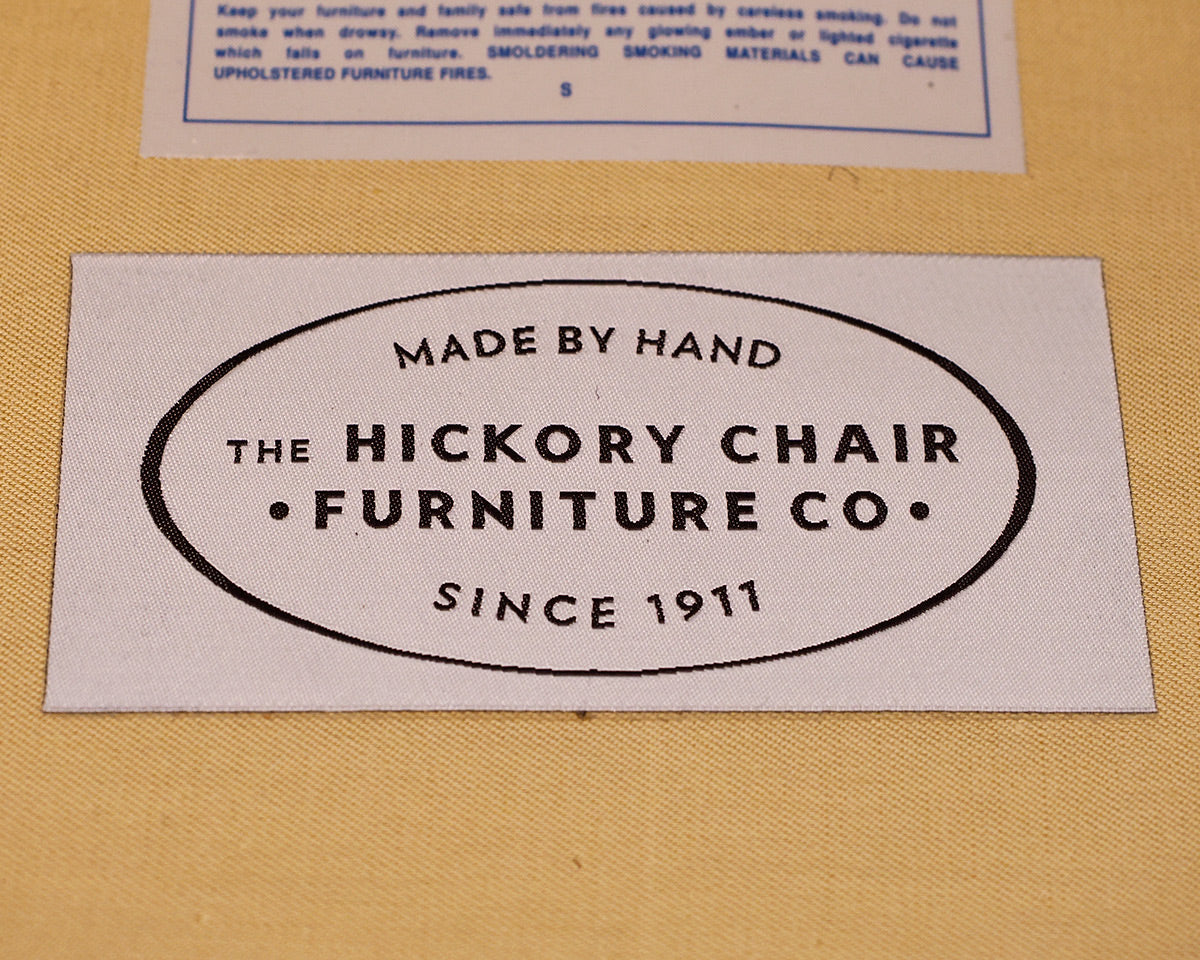 Keep your furniture and family safe from fires caused by careless smoking. Do not
smoke when drowsy. Remove immediately any glowing ember or lighted cigarette
which falls on furniture. SMOLDERING SMOKING MATERIALS CAN CAUSE
UPHOLSTERED FURNITURE FIRES.
S
MADE BY HAND
THE HICKORY CHAIR
•FURNITURE CO•
SINCE 1911